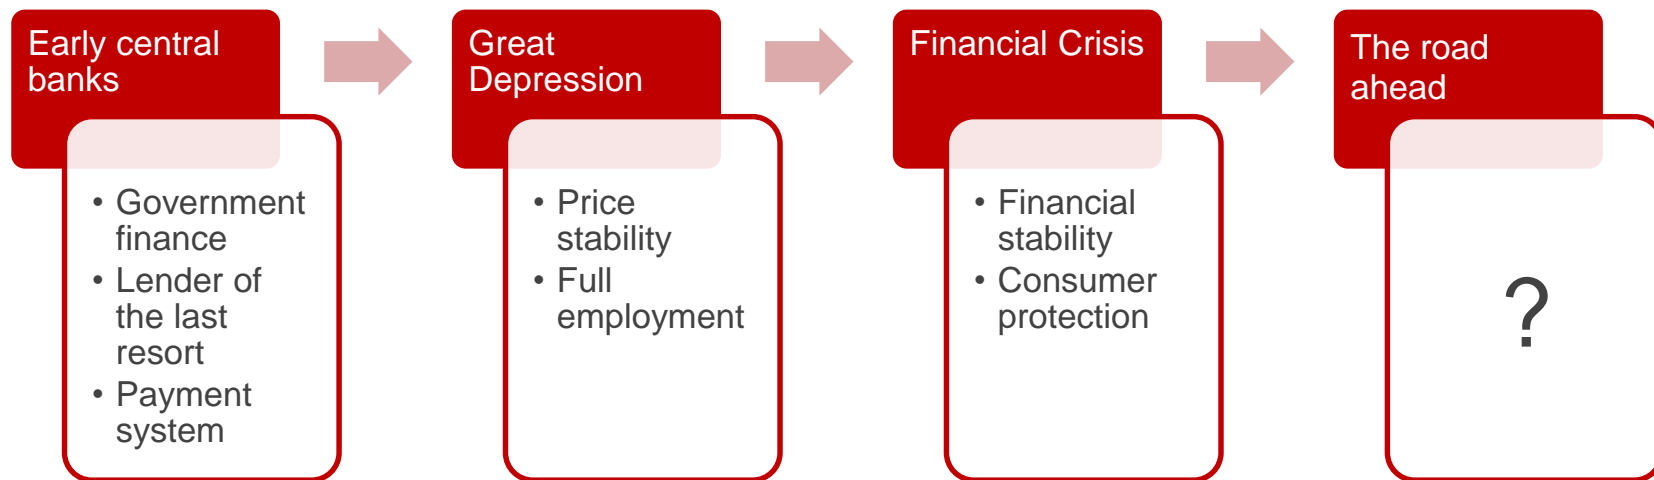 Early central
banks
• Government
finance
• Lender of
the last
resort
• Payment
system
Great
Depression
• Price
stability
• Full
employment
Financial Crisis
• Financial
stability
• Consumer
protection
The road
ahead
?